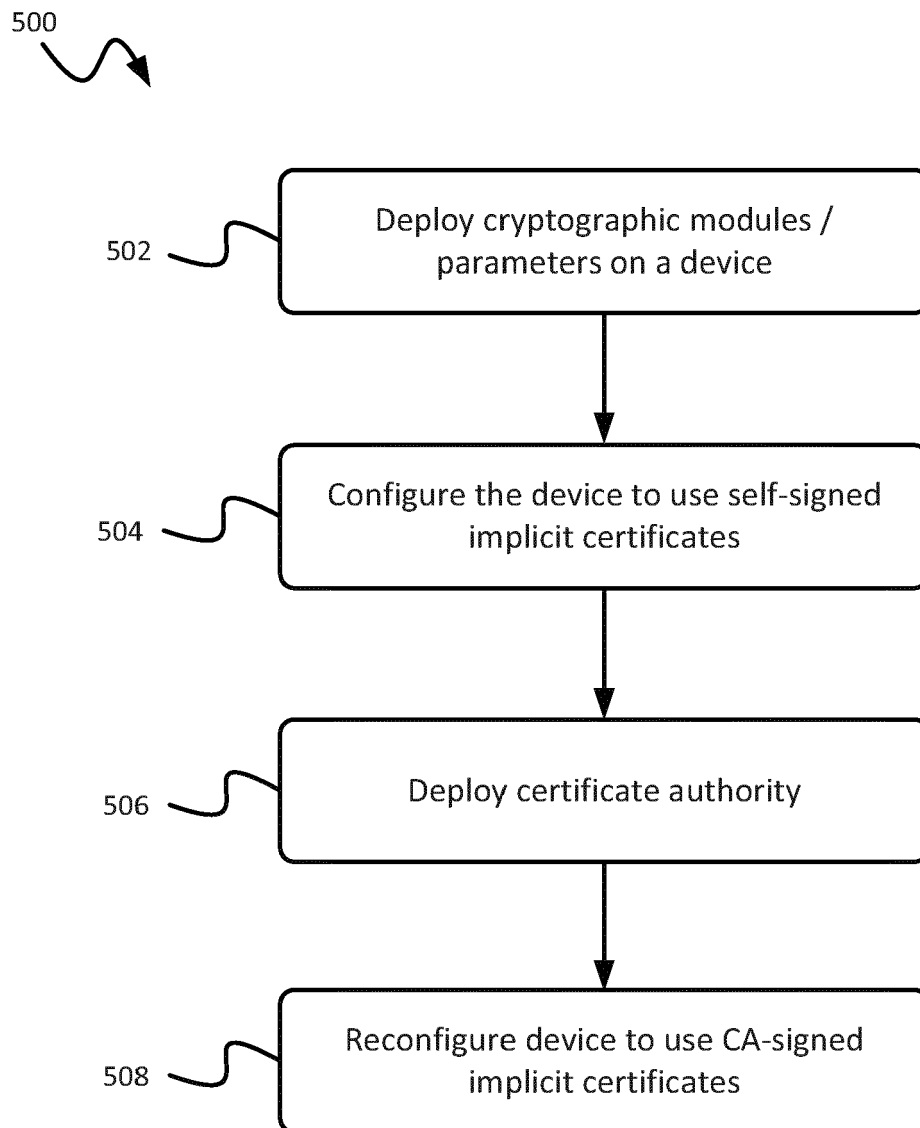 500
502
Deploy cryptographic modules /
parameters on a device
504
Configure the device to use self-signed
implicit certificates
506
Deploy certificate authority
508
Reconfigure device to use CA-signed
implicit certificates